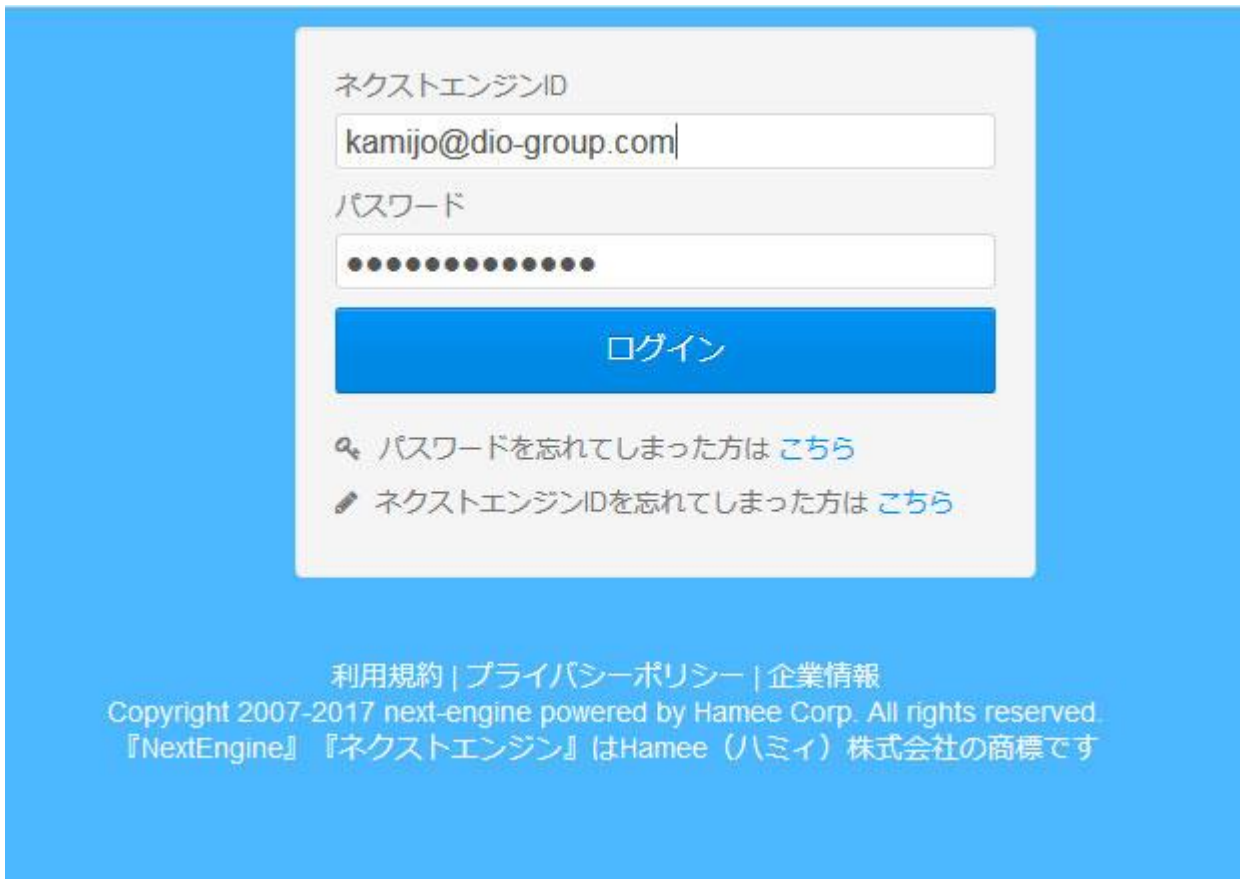 ネクストエンジンID
kamijo@dio-group.com
パスワード
●●●●●●●●●●●●●
ログイン
パスワードを忘れてしまった方は こちら
ネクストエンジンIDを忘れてしまった方は こちら
利用規約 | プライバシーポリシー | 企業情報
Copyright 2007-2017 next-engine powered by Hamee Corp. All rights reserved.
『NextEngine』『ネクストエンジン』はHamee（ハミィ）株式会社の商標です